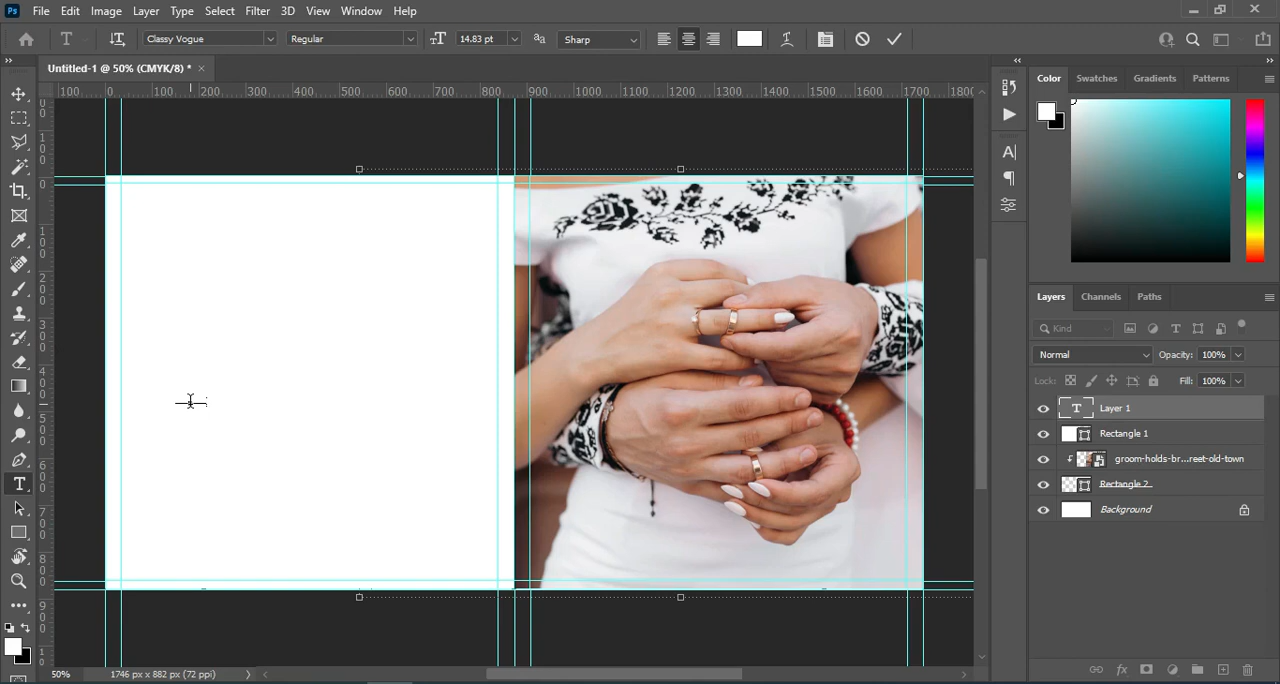 Ps File Edit Image Layer Type Select Filter 3D View Window Help
Classy Vogue Regular 14.83 pt Sharp
Untitled-1 @ 50% (CMYK/8) * ×
100 0 100 200 300 400 500 600 700 800 900 1000 1100 1200 1300 1400 1500 1600 1700 1800
Color Swatches Gradients Patterns
Layers Channels Paths
Kind
Normal Opacity: 100%
Lock: Fill: 100%
T Layer 1
Rectangle 1
groom-holds-br...reet-old-town
Rectangle 2
Background
50% 1746 px x 882 px (72 ppi)